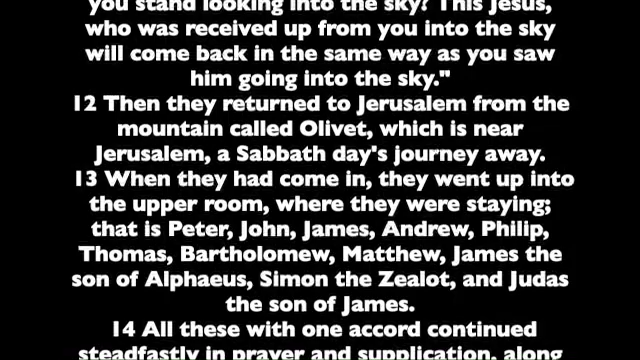 you stand looking into the sky? This Jesus,
who was received up from you into the sky
will come back in the same way as you saw
him going into the sky."
12 Then they returned to Jerusalem from the
mountain called Olivet, which is near
Jerusalem, a Sabbath day's journey away.
13 When they had come in, they went up into
the upper room, where they were staying;
that is Peter, John, James, Andrew, Philip,
Thomas, Bartholomew, Matthew, James the
son of Alphaeus, Simon the Zealot, and Judas
the son of James.
14 All these with one accord continued
steadfastly in prayer and supplication, along